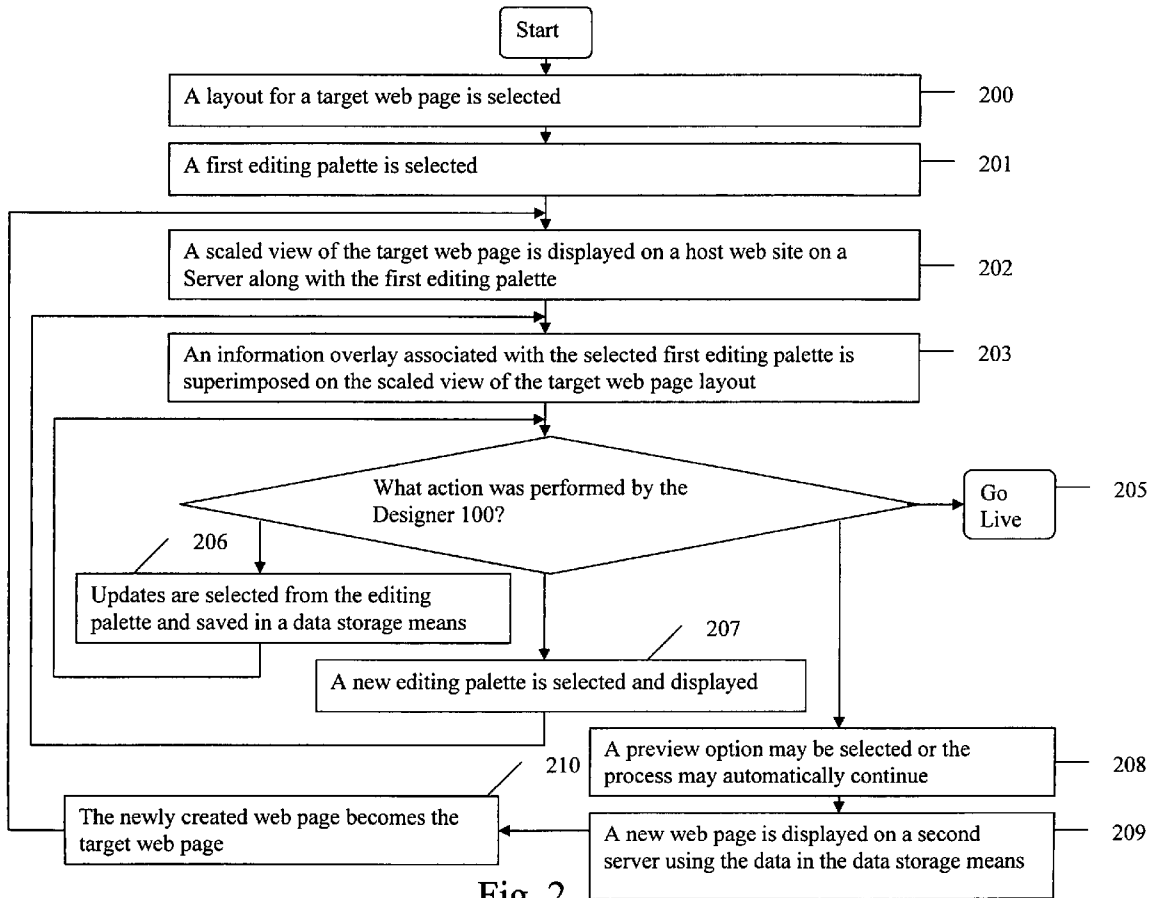 Start
A layout for a target web page is selected
200
A first editing palette is selected
201
A scaled view of the target web page is displayed on a host web site on a
Server along with the first editing palette
202
An information overlay associated with the selected first editing palette is
superimposed on the scaled view of the target web page layout
203
What action was performed by the
Designer 100?
Go
Live
205
206
Updates are selected from the editing
palette and saved in a data storage means
207
A new editing palette is selected and displayed
A preview option may be selected or the
process may automatically continue
208
210
The newly created web page becomes the
target web page
A new web page is displayed on a second
server using the data in the data storage means
209
Fig. 2